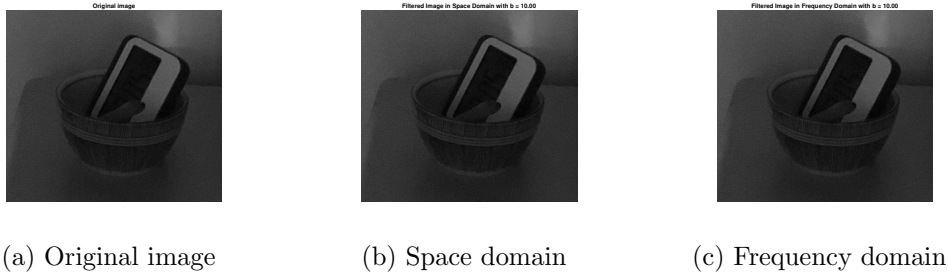 Original image
Filtered Image in Space Domain with b = 10.00
Filtered Image in Frequency Domain with b = 10.00
(a) Original image
(b) Space domain
(c) Frequency domain